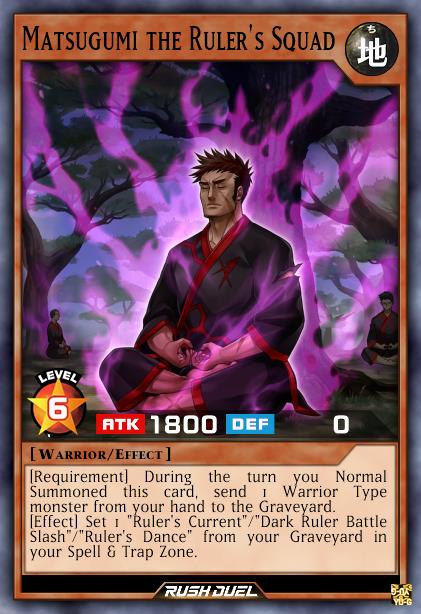 MATSUGUMI THE RULER'S SQUAD
ち
地
LEVEL
6
ATK 1800 DEF 0
[WARRIOR/EFFECT]
[Requirement] During the turn you Normal
Summoned this card, send 1 Warrior Type
monster from your hand to the Graveyard.
[Effect] Set 1 "Ruler's Current"/"Dark Ruler Battle
Slash"/"Ruler's Dance" from your Graveyard in
your Spell & Trap Zone.
RUSH DUEL